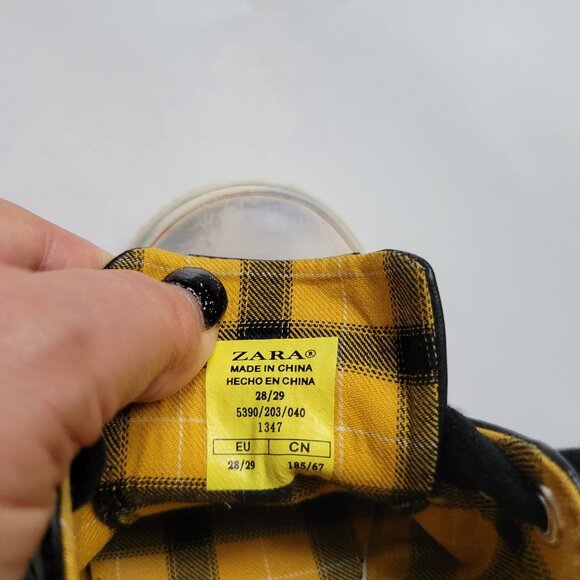 ZARA®
MADE IN CHINA
HECHO EN CHINA
28/29
5390/203/040
1347
EU CN
28/29 185/67